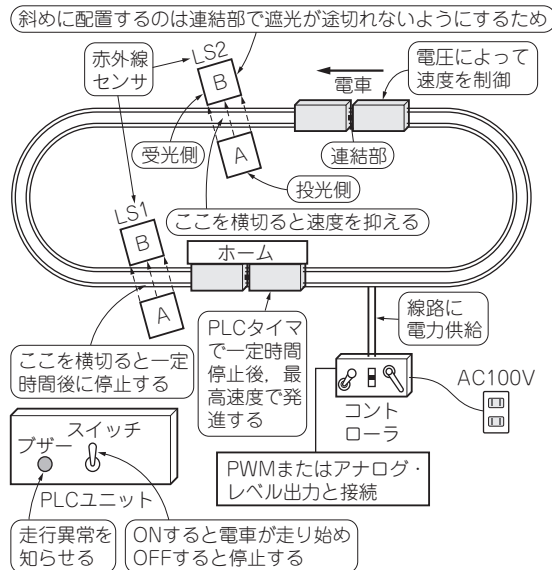 斜めに配置するのは連結部で遮光が途切れないようにするため
赤外線
センサ
LS2
B
A
電車
電圧によって
速度を制御
受光側
連結部
投光側
ここを横切ると速度を抑える
LS1
B
A
ホーム
ここを横切ると一定
時間後に停止する
PLCタイマ
で一定時間
停止後，最
高速度で発
進する
線路に
電力供給
AC100V
コント
ローラ
PWMまたはアナログ・
レベル出力と接続
スイッチ
ブザー
PLCユニット
走行異常を
知らせる
ONすると電車が走り始め
OFFすると停止する